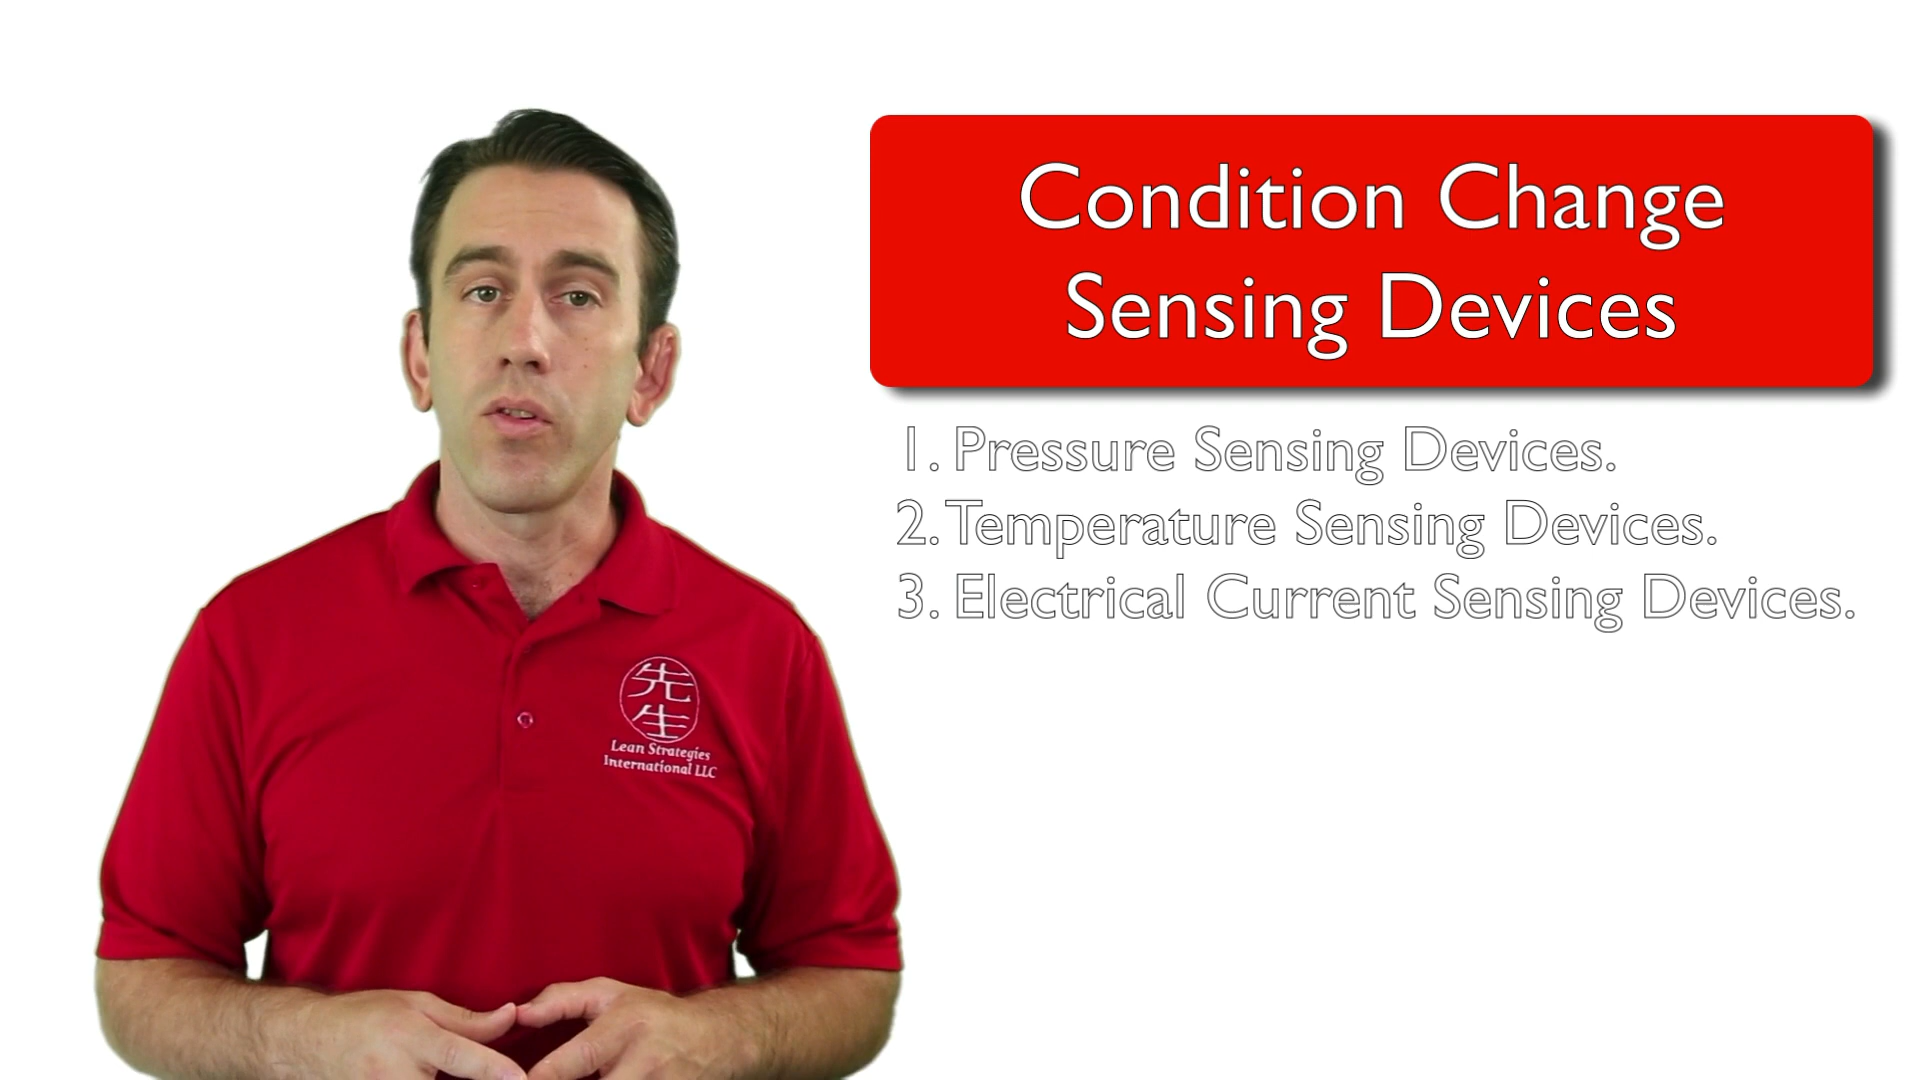 Condition Change
Sensing Devices
1. Pressure Sensing Devices.
2. Temperature Sensing Devices.
3. Electrical Current Sensing Devices.
先
生
Lean Strategies
International LLC